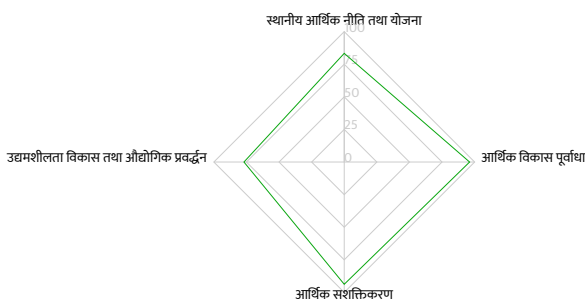 स्थानीय आर्थिक नीति तथा योजना
100
75
50
25
0
उद्यमशीलता विकास तथा औद्योगिक प्रवर्द्धन
आर्थिक विकास पूर्वाधा
आर्थिक सशक्तिकरण